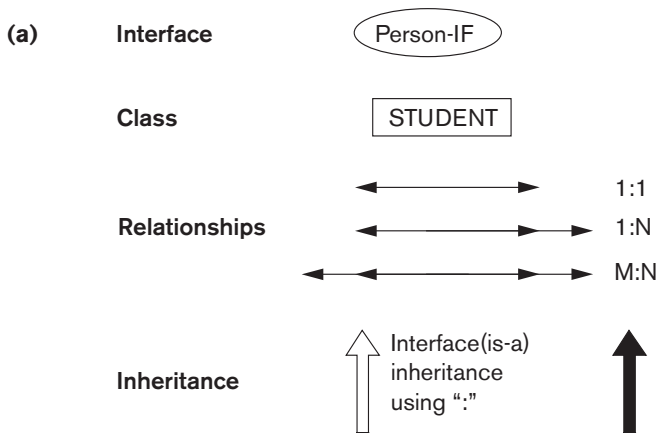 (a) Interface Person-IF
Class STUDENT
1:1
Relationships 1:N
M:N
Interface(is-a)
Inheritance inheritance
using “:”